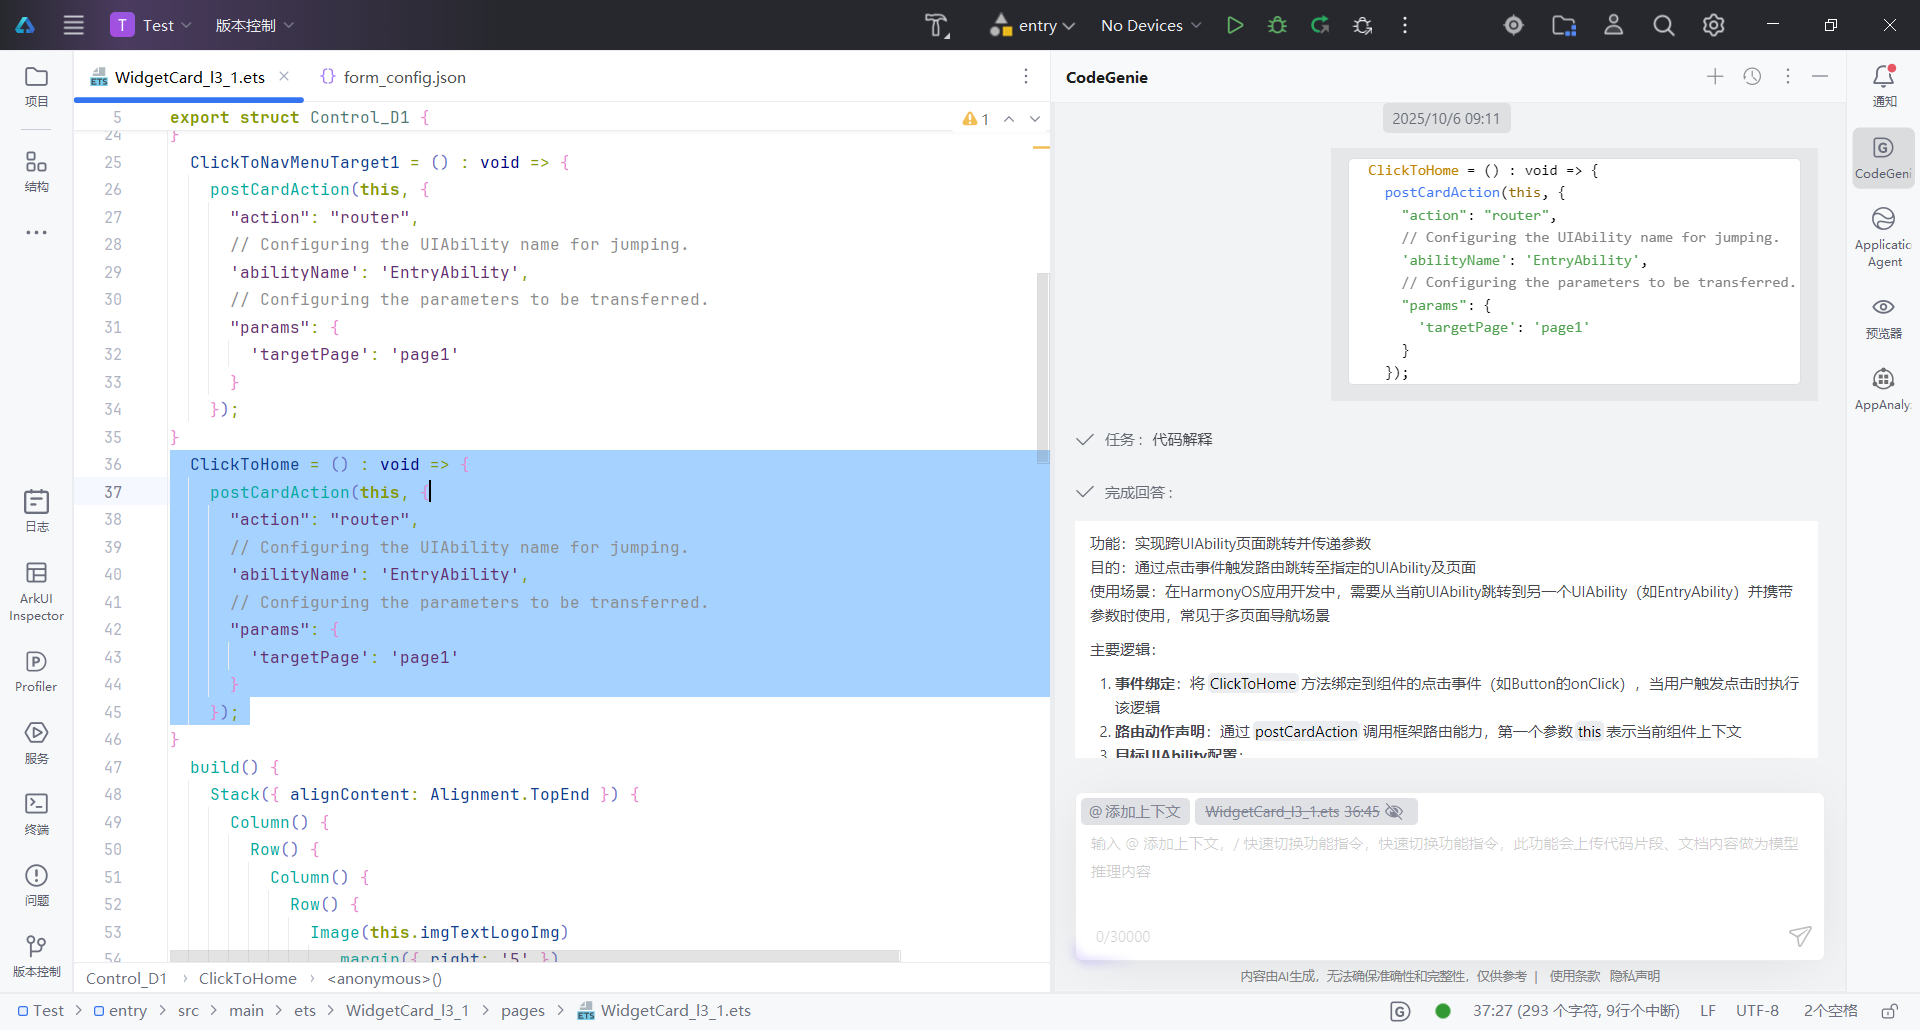 T Test 版本控制 entry No Devices
项目
结构
日志
ArkUI
Inspector
Profiler
服务
终端
问题
版本控制
WidgetCard_l3_1.ets form_config.json
1
5 export struct Control_D1 {
24 }
25 ClickToNavMenuTarget1 = () : void => {
26 postCardAction(this, {
27 "action": "router",
28 // Configuring the UIAbility name for jumping.
29 'abilityName': 'EntryAbility',
30 // Configuring the parameters to be transferred.
31 "params": {
32 'targetPage': 'page1'
33 }
34 });
35 }
36 ClickToHome = () : void => {
37 postCardAction(this, {
38 "action": "router",
39 // Configuring the UIAbility name for jumping.
40 'abilityName': 'EntryAbility',
41 // Configuring the parameters to be transferred.
42 "params": {
43 'targetPage': 'page1'
44 }
45 });
46 }
47 build() {
48 Stack({ alignContent: Alignment.TopEnd }) {
49 Column() {
50 Row() {
51 Column() {
52 Row() {
53 Image(this.imgTextLogoImg)
54 margin({ right: '5' })
Control_D1 › ClickToHome › <anonymous>()
CodeGenie
2025/10/6 09:11
ClickToHome = () : void => {
postCardAction(this, {
"action": "router",
// Configuring the UIAbility name for jumping.
'abilityName': 'EntryAbility',
// Configuring the parameters to be transferred.
"params": {
'targetPage': 'page1'
}
});
任务：代码解释
完成回答：
功能：实现跨UIAbility页面跳转并传递参数
目的：通过点击事件触发路由跳转至指定的UIAbility及页面
使用场景：在HarmonyOS应用开发中，需要从当前UIAbility跳转到另一个UIAbility（如EntryAbility）并携带
参数时使用，常见于多页面导航场景
主要逻辑：
1. 事件绑定：将 ClickToHome 方法绑定到组件的点击事件（如Button的onClick），当用户触发点击时执行
该逻辑
2. 路由动作声明：通过 postCardAction 调用框架路由能力，第一个参数 this 表示当前组件上下文
3. 目标UIAbility配置：
@ 添加上下文 WidgetCard_l3_1.ets 36:45
输入 @ 添加上下文，/ 快速切换功能指令，快速切换功能指令，此功能会上传代码片段、文档内容做为模型
推理内容
0/30000
内容由AI生成，无法确保准确性和完整性，仅供参考 | 使用条款 隐私声明
通知
CodeGeni
Applicatic
Agent
预览器
AppAnaly:
Test > entry > src > main > ets > WidgetCard_l3_1 > pages > WidgetCard_l3_1.ets 37:27 (293 个字符, 9行个中断) LF UTF-8 2个空格